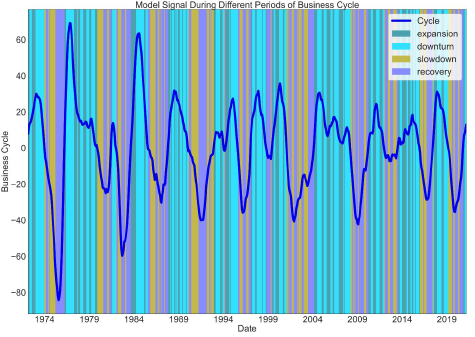 Model Signal During Different Periods of Business Cycle
Cycle
expansion
downturn
slowdown
recovery
60
40
20
0
−20
−40
−60
−80
Business Cycle
1974 1979 1984 1989 1994 1999 2004 2009 2014 2019
Date